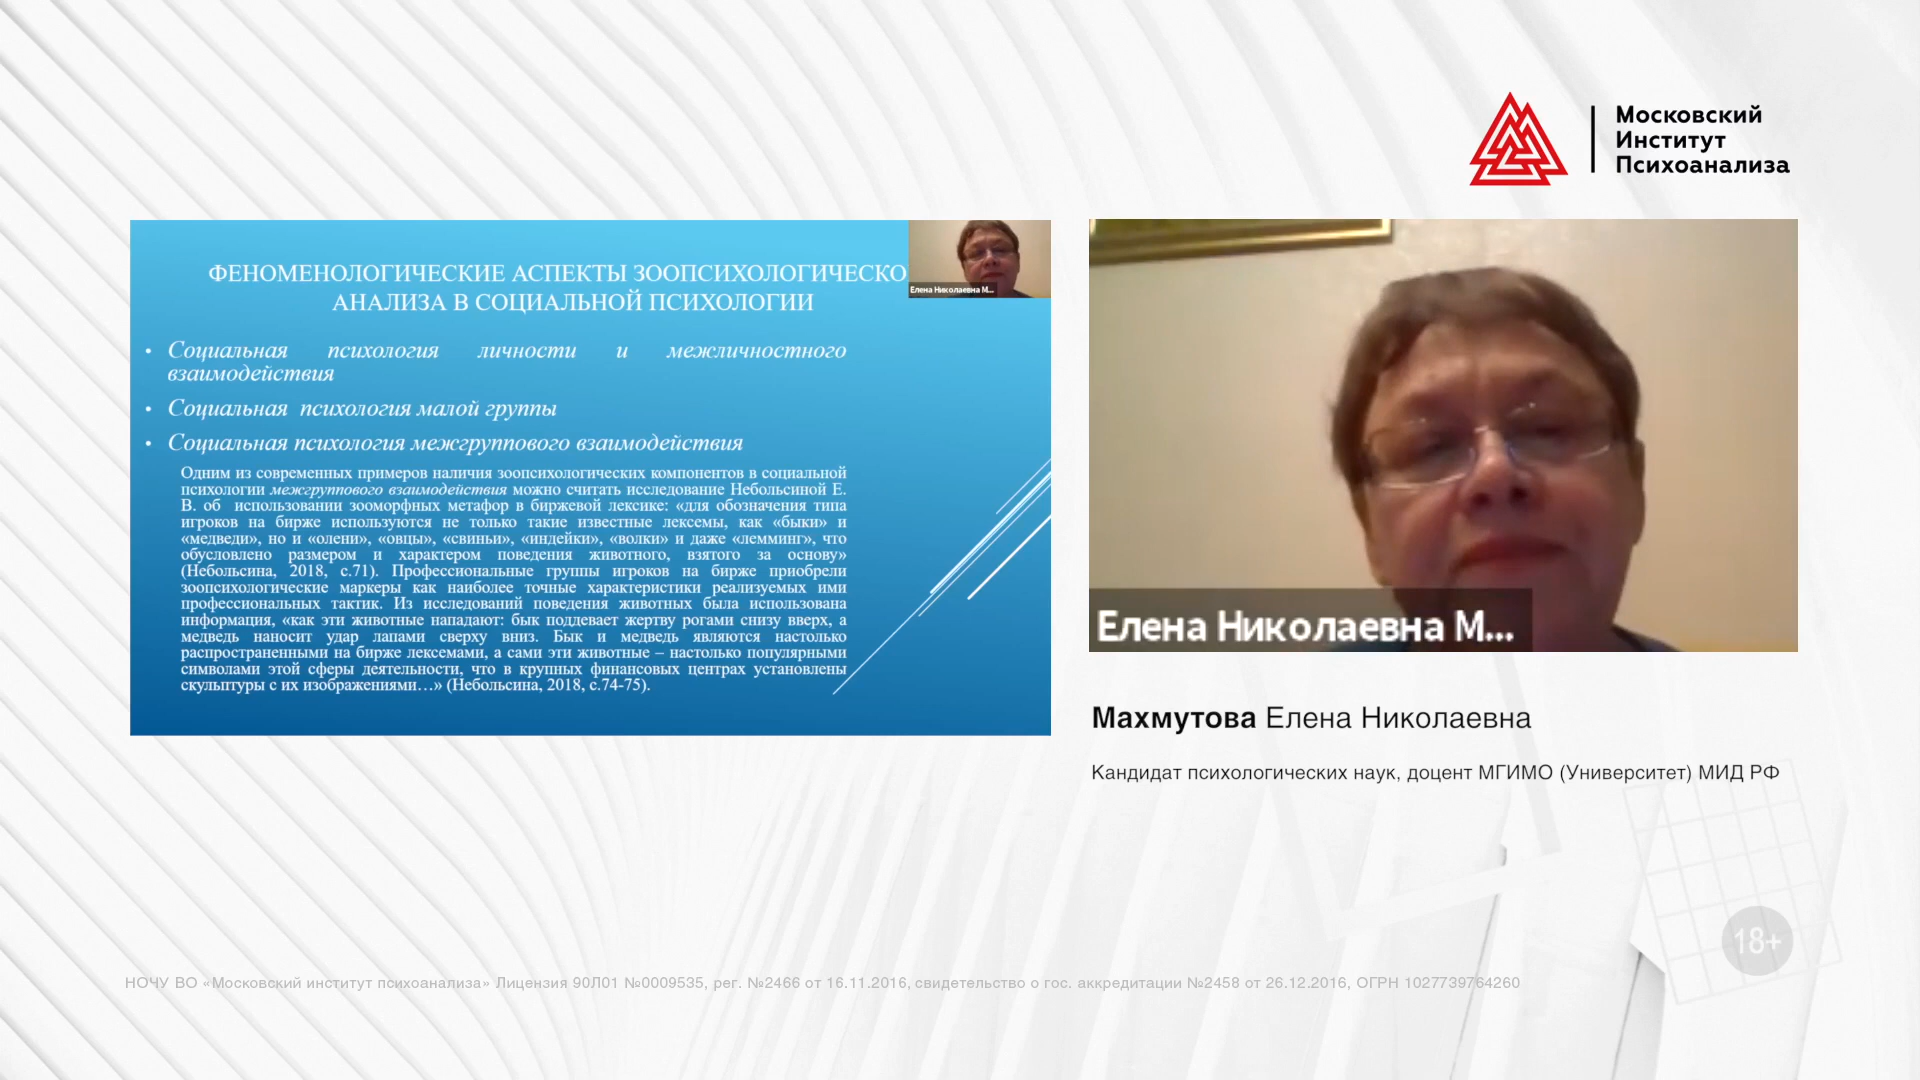 Московский
Институт
Психоанализа
ФЕНОМЕНОЛОГИЧЕСКИЕ АСПЕКТЫ ЗООПСИХОЛОГИЧЕСКО
АНАЛИЗА В СОЦИАЛЬНОЙ ПСИХОЛОГИИ
Елена Николаевна М...
• Социальная психология личности и межличностного
взаимодействия
• Социальная психология малой группы
• Социальная психология межгруппового взаимодействия
Одним из современных примеров наличия зоопсихологических компонентов в социальной
психологии межгруппового взаимодействия можно считать исследование Небольсиной Е.
В. об использовании зооморфных метафор в биржевой лексике: «для обозначения типа
игроков на бирже используются не только такие известные лексемы, как «быки» и
«медведи», но и «олени», «овцы», «свиньи», «индейки», «волки» и даже «лемминг», что
обусловлено размером и характером поведения животного, взятого за основу»
(Небольсина, 2018, с.71). Профессиональные группы игроков на бирже приобрели
зоопсихологические маркеры как наиболее точные характеристики реализуемых ими
профессиональных тактик. Из исследований поведения животных была использована
информация, «как эти животные нападают: бык поддевает жертву рогами снизу вверх, а
медведь наносит удар лапами сверху вниз. Бык и медведь являются настолько
распространенными на бирже лексемами, а сами эти животные – настолько популярными
символами этой сферы деятельности, что в крупных финансовых центрах установлены
скульптуры с их изображениями…» (Небольсина, 2018, с.74-75).
Елена Николаевна М...
Махмутова Елена Николаевна
Кандидат психологических наук, доцент МГИМО (Университет) МИД РФ
18+
НОЧУ ВО «Московский институт психоанализа» Лицензия 90Л01 №0009535, рег. №2466 от 16.11.2016, свидетельство о гос. аккредитации №2458 от 26.12.2016, ОГРН 1027739764260